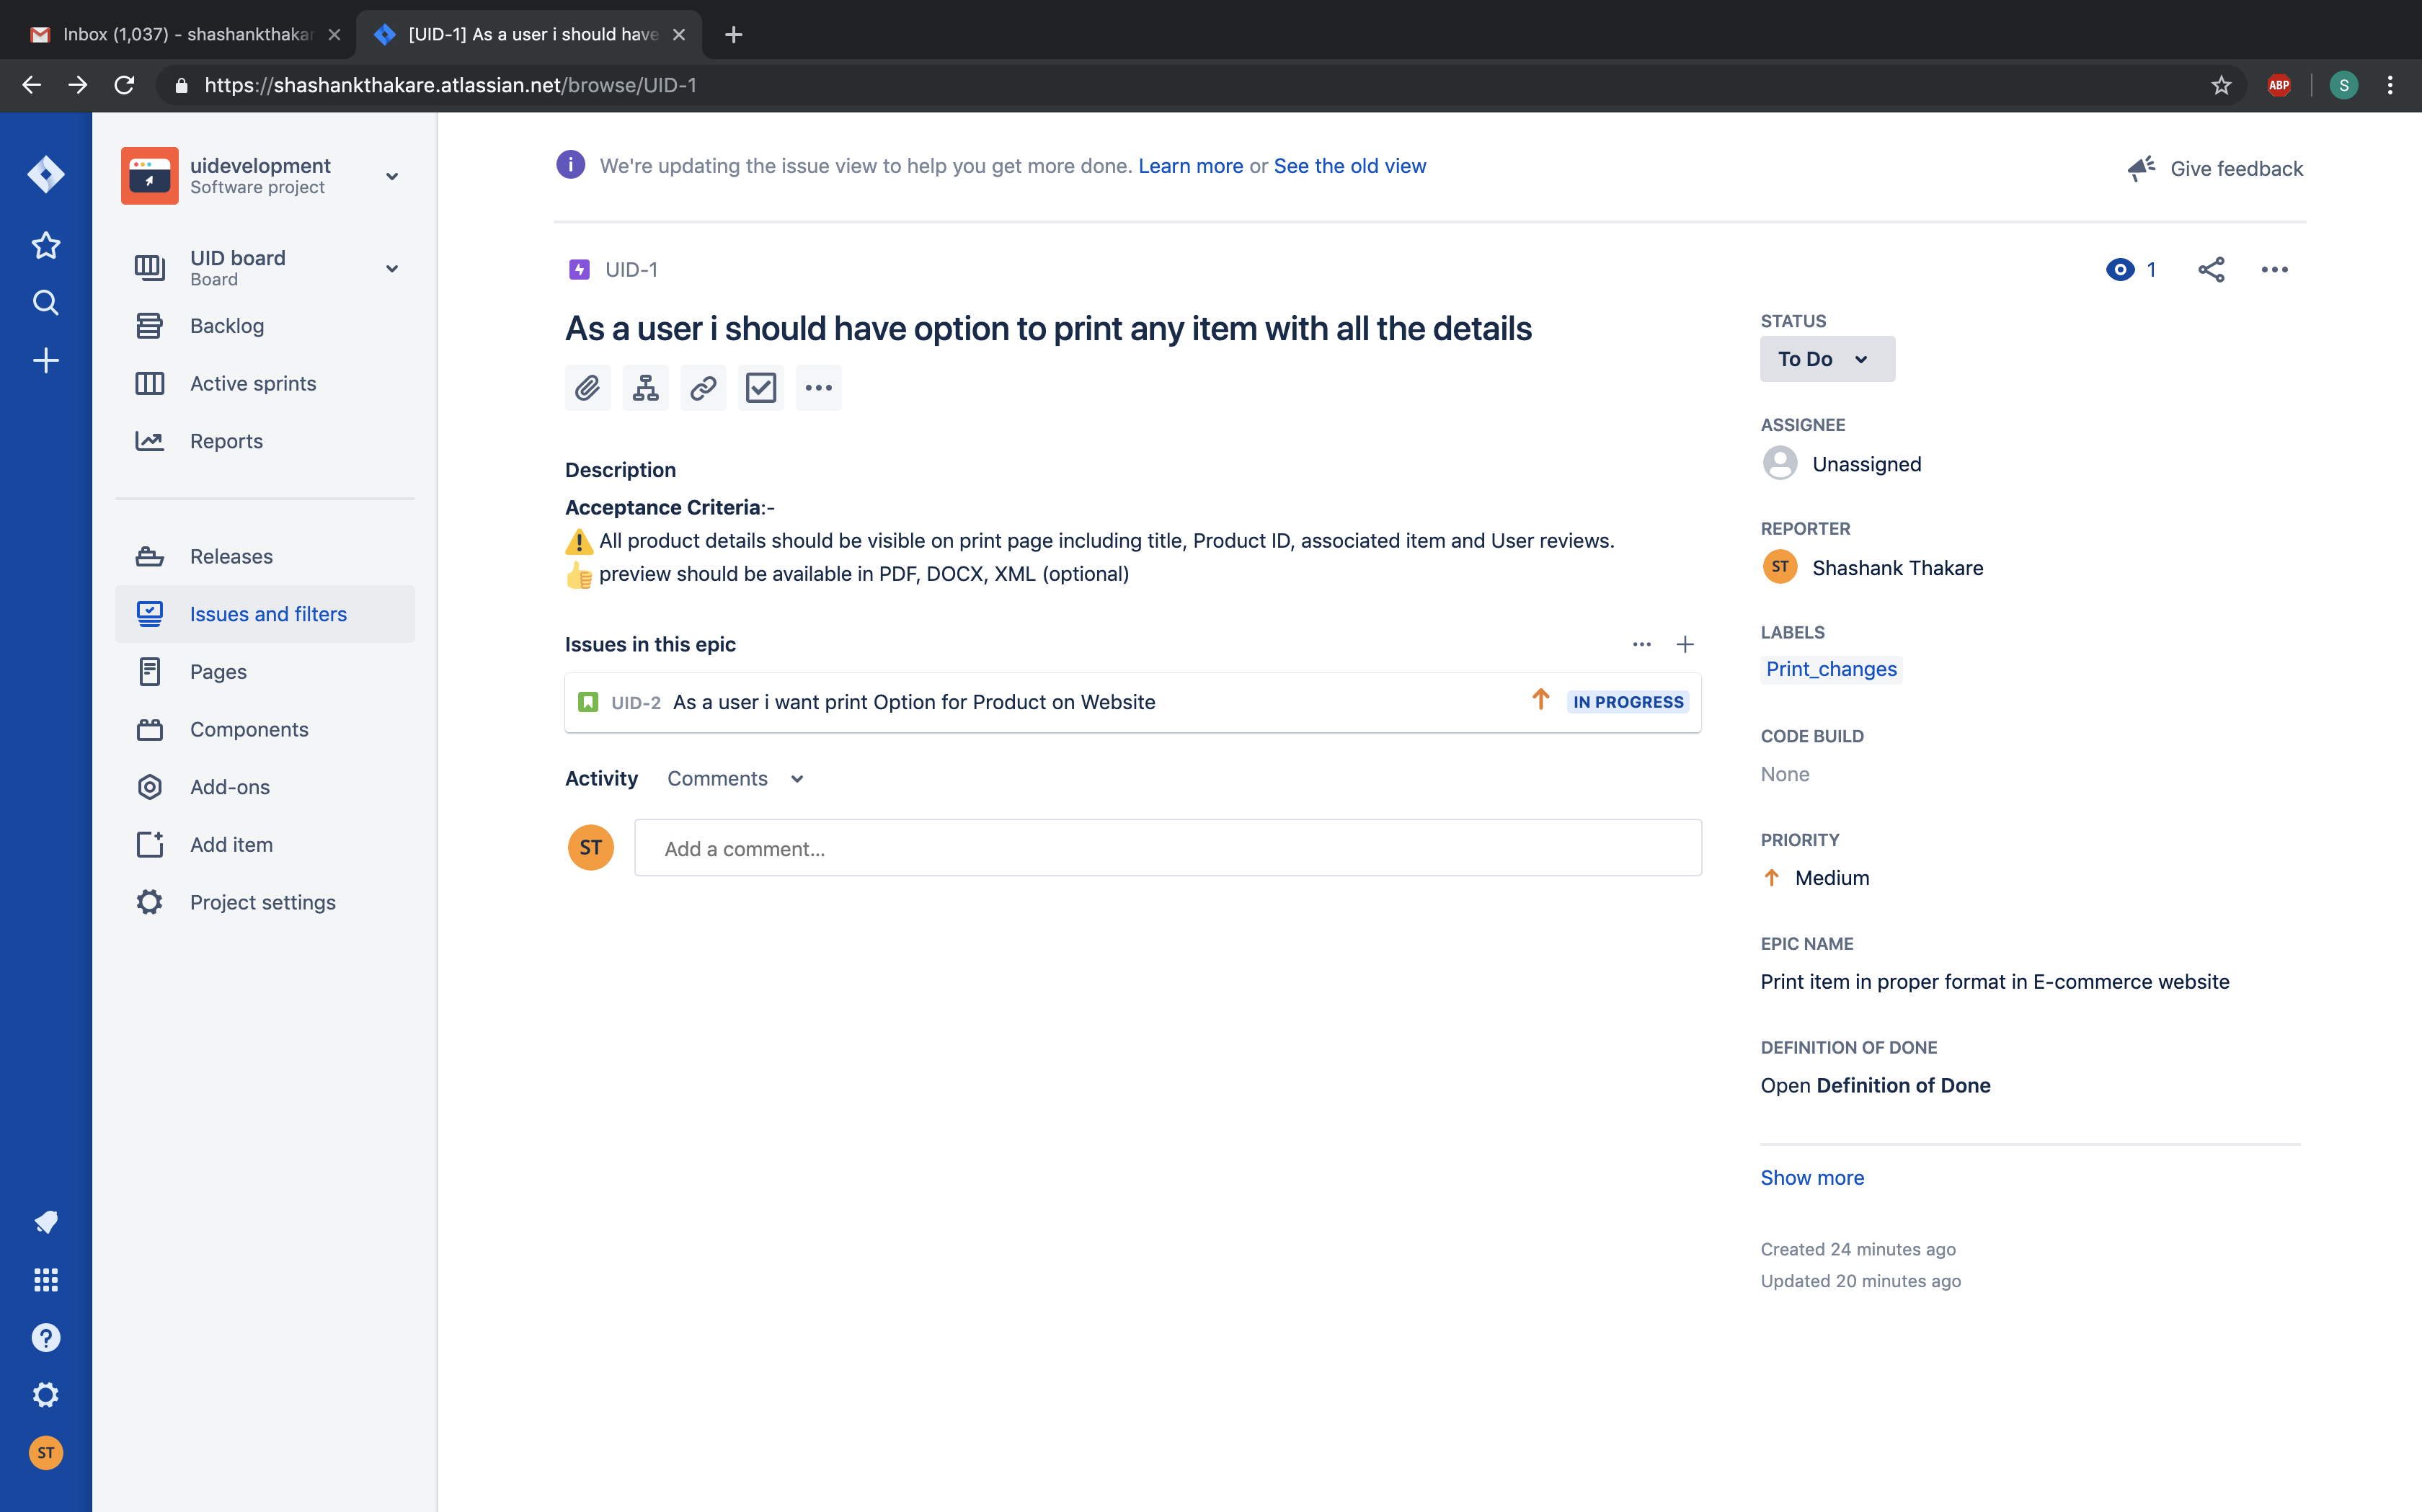 Inbox (1,037) - shashankthakar
[UID-1] As a user i should have
https://shashankthakare.atlassian.net/browse/UID-1
ABP
S
uidevelopment
Software project
UID board
Board
Backlog
Active sprints
Reports
Releases
Issues and filters
Pages
Components
Add-ons
Add item
Project settings
ST
We're updating the issue view to help you get more done. Learn more or See the old view
Give feedback
UID-1
1
As a user i should have option to print any item with all the details
Description
Acceptance Criteria:-
All product details should be visible on print page including title, Product ID, associated item and User reviews.
preview should be available in PDF, DOCX, XML (optional)
Issues in this epic
UID-2 As a user i want print Option for Product on Website IN PROGRESS
Activity Comments
ST Add a comment...
STATUS
To Do
ASSIGNEE
Unassigned
REPORTER
ST Shashank Thakare
LABELS
Print_changes
CODE BUILD
None
PRIORITY
Medium
EPIC NAME
Print item in proper format in E-commerce website
DEFINITION OF DONE
Open Definition of Done
Show more
Created 24 minutes ago
Updated 20 minutes ago